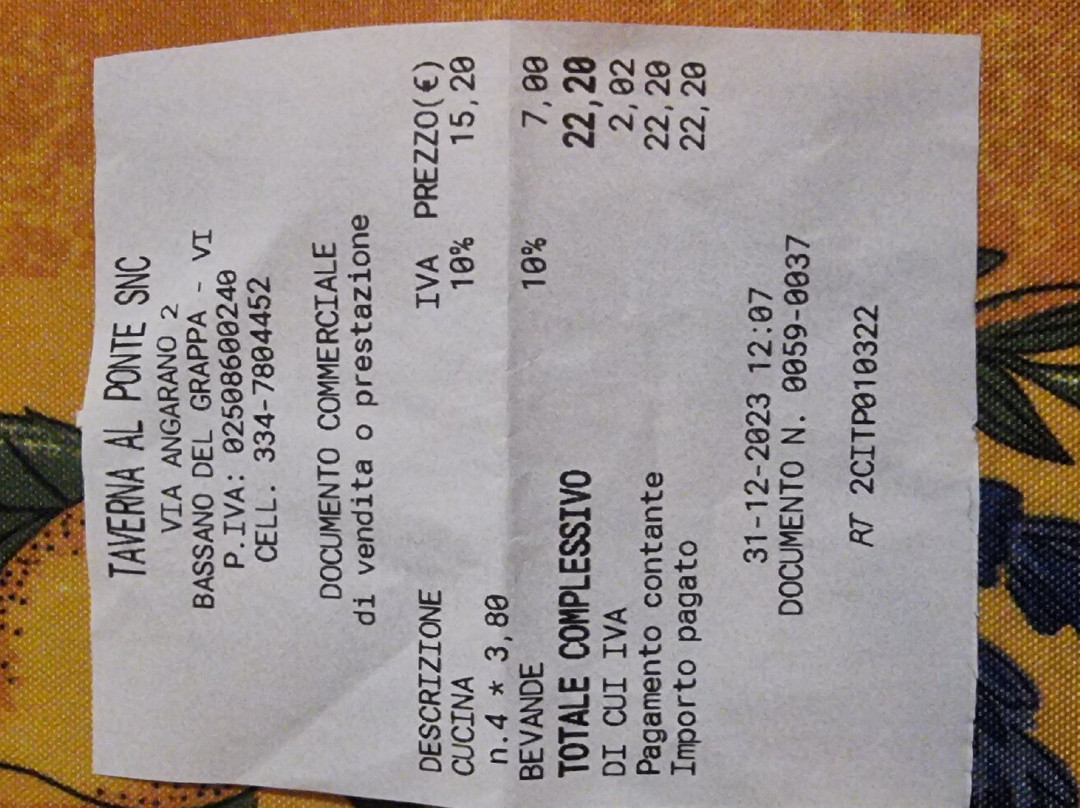 TAVERNA AL PONTE SNC
VIA ANGARANO 2
BASSANO DEL GRAPPA - VI
P.IVA: 02508600240
CELL. 334-7804452
DOCUMENTO COMMERCIALE
di vendita o prestazione
DESCRIZIONE IVA PREZZO(€)
CUCINA 10% 15,20
n.4 * 3,80
BEVANDE 10% 7,00
TOTALE COMPLESSIVO 22,20
DI CUI IVA 2,02
Pagamento contante 22,20
Importo pagato 22,20
31-12-2023 12:07
DOCUMENTO N. 0059-0037
RT 2CITP010322